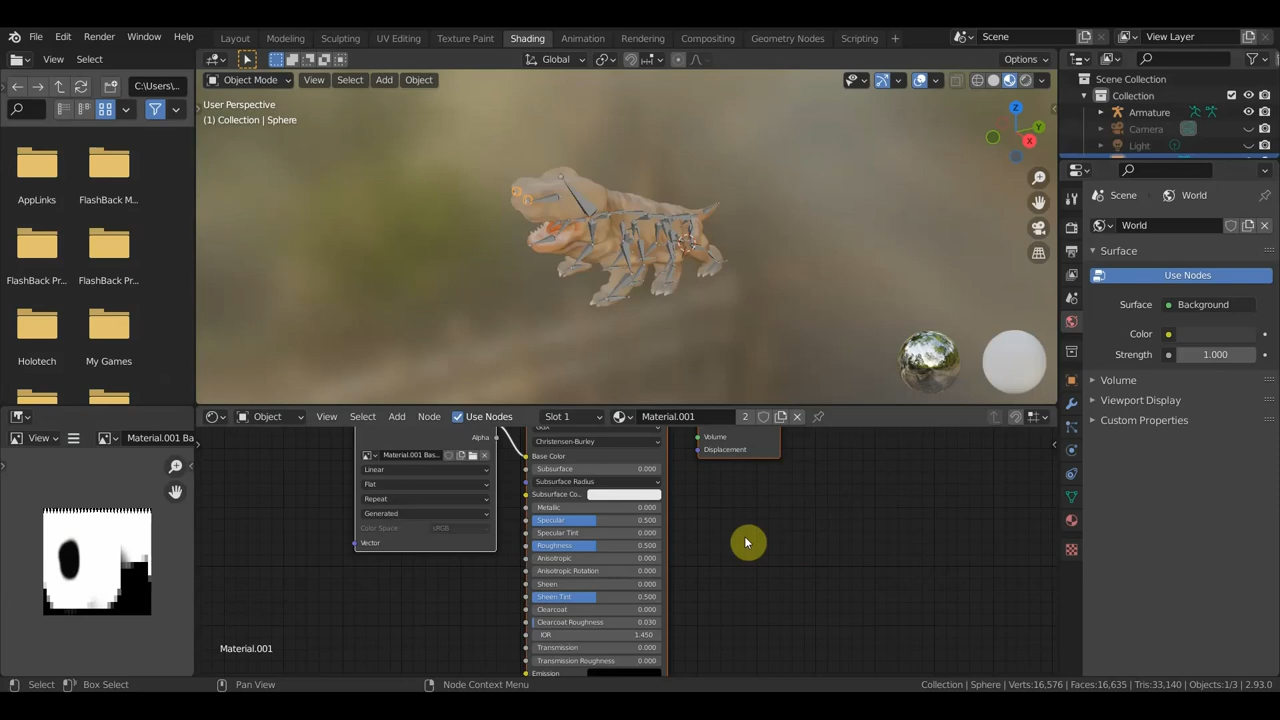 File Edit Render Window Help
Layout Modeling Sculpting UV Editing Texture Paint Shading Animation Rendering Compositing Geometry Nodes Scripting +
Scene
View Layer
View Select
Global
Options
C:\Users\...
Object Mode View Select Add Object
User Perspective
(1) Collection | Sphere
Z
Y
X
AppLinks
FlashBack M...
FlashBack Pr...
FlashBack Pr...
Holotech
My Games
Scene Collection
Collection
Armature
Camera
Light
Scene
World
World
Surface
Use Nodes
Surface
Background
Color
Strength
1.000
Volume
Viewport Display
Custom Properties
View
Material.001 Ba
Object View Select Add Node Use Nodes Slot 1 Material.001 2
Alpha
Material.001 Bas...
Linear
Flat
Repeat
Generated
Color Space
sRGB
Vector
GGX
Christensen-Burley
Base Color
Subsurface 0.000
Subsurface Radius
Subsurface Co...
Metallic 0.000
Specular 0.500
Specular Tint 0.000
Roughness 0.500
Anisotropic 0.000
Anisotropic Rotation 0.000
Sheen 0.000
Sheen Tint 0.500
Clearcoat 0.000
Clearcoat Roughness 0.030
IOR 1.450
Transmission 0.000
Transmission Roughness 0.000
Emission
Volume
Displacement
Material.001
Select
Box Select
Pan View
Node Context Menu
Collection | Sphere | Verts:16,576 | Faces:16,635 | Tris:33,140 | Objects:1/3 | 2.93.0